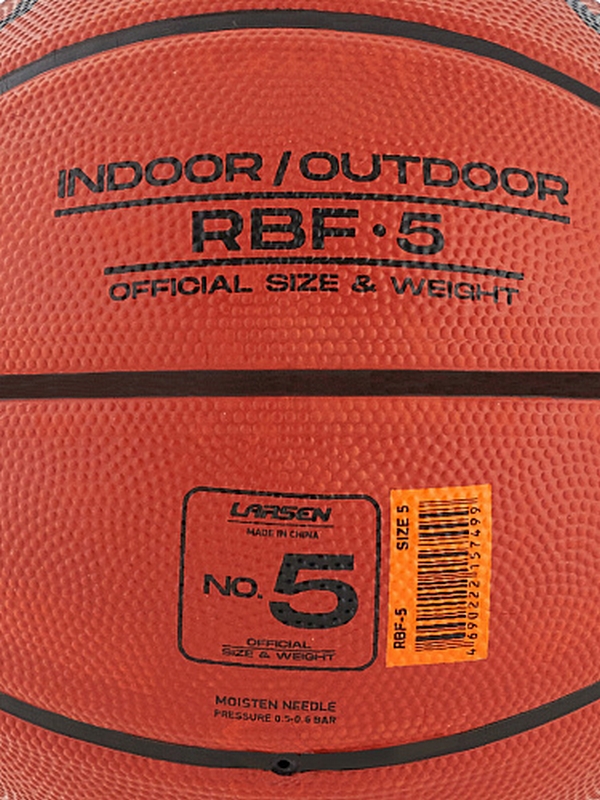 INDOOR / OUTDOOR
RBF·5
OFFICIAL SIZE & WEIGHT
LARSEN
MADE IN CHINA
NO. 5
OFFICIAL
SIZE & WEIGHT
SIZE 5
RBF-5
4690222157499
MOISTEN NEEDLE
PRESSURE 0.5-0.6 BAR